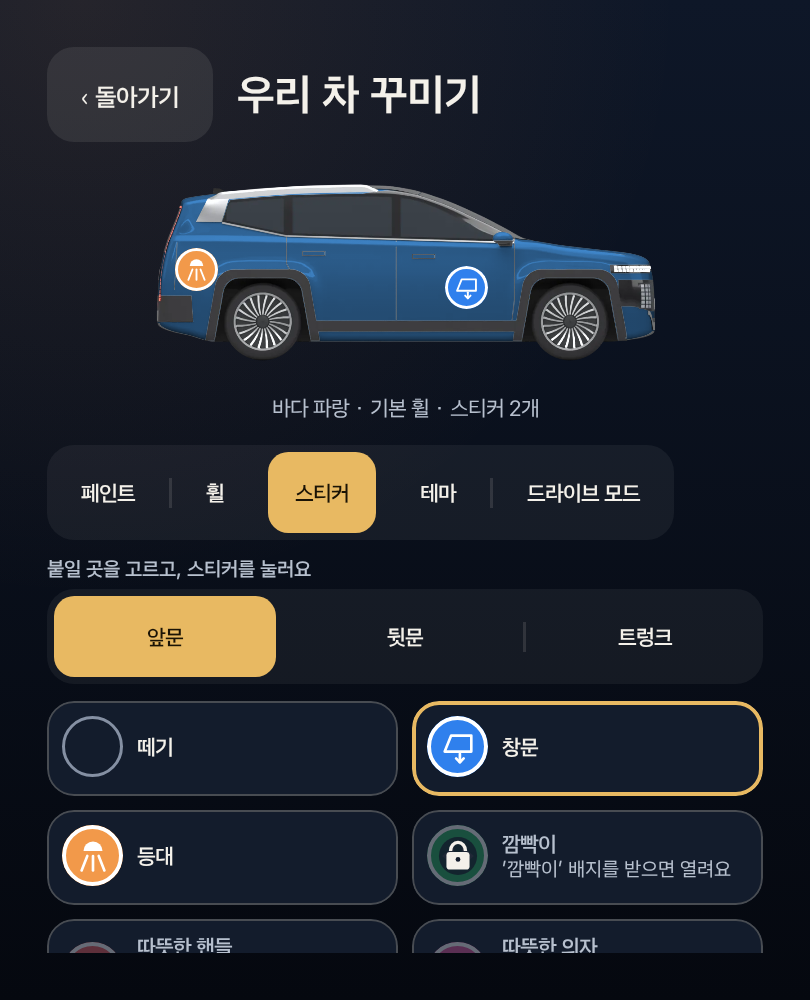 ‹ 돌아가기
우리 차 꾸미기
바다 파랑 · 기본 휠 · 스티커 2개
페인트 휠 스티커 테마 드라이브 모드
붙일 곳을 고르고, 스티커를 눌러요
앞문 뒷문 트렁크
떼기 창문
등대 깜빡이
'깜빡이' 배지를 받으면 열려요
따뜻한 핸들 따뜻한 의자